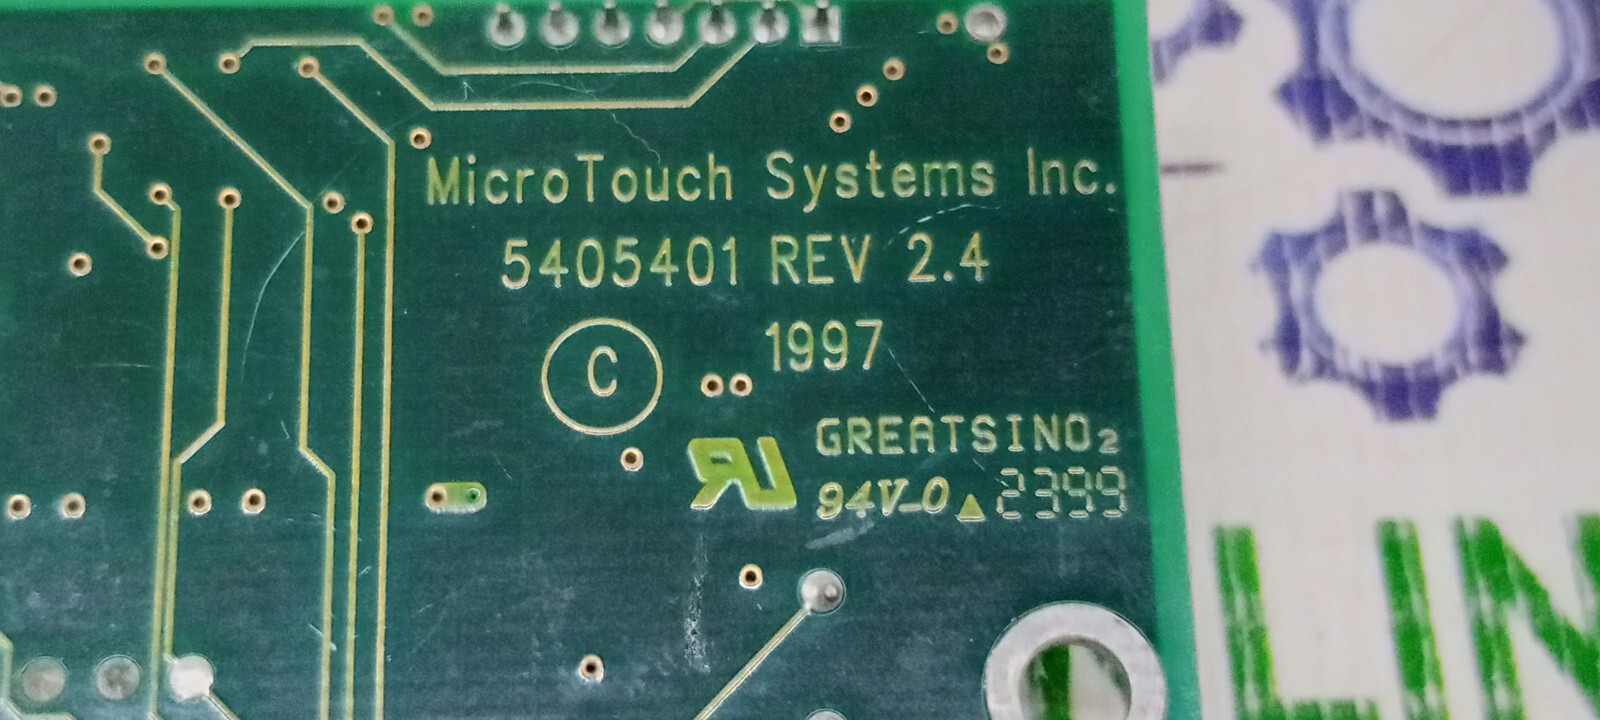 MicroTouch Systems Inc.
5405401 REV 2.4
© 1997
GREATSINO2
94V-0 ▲ 2399
LIN